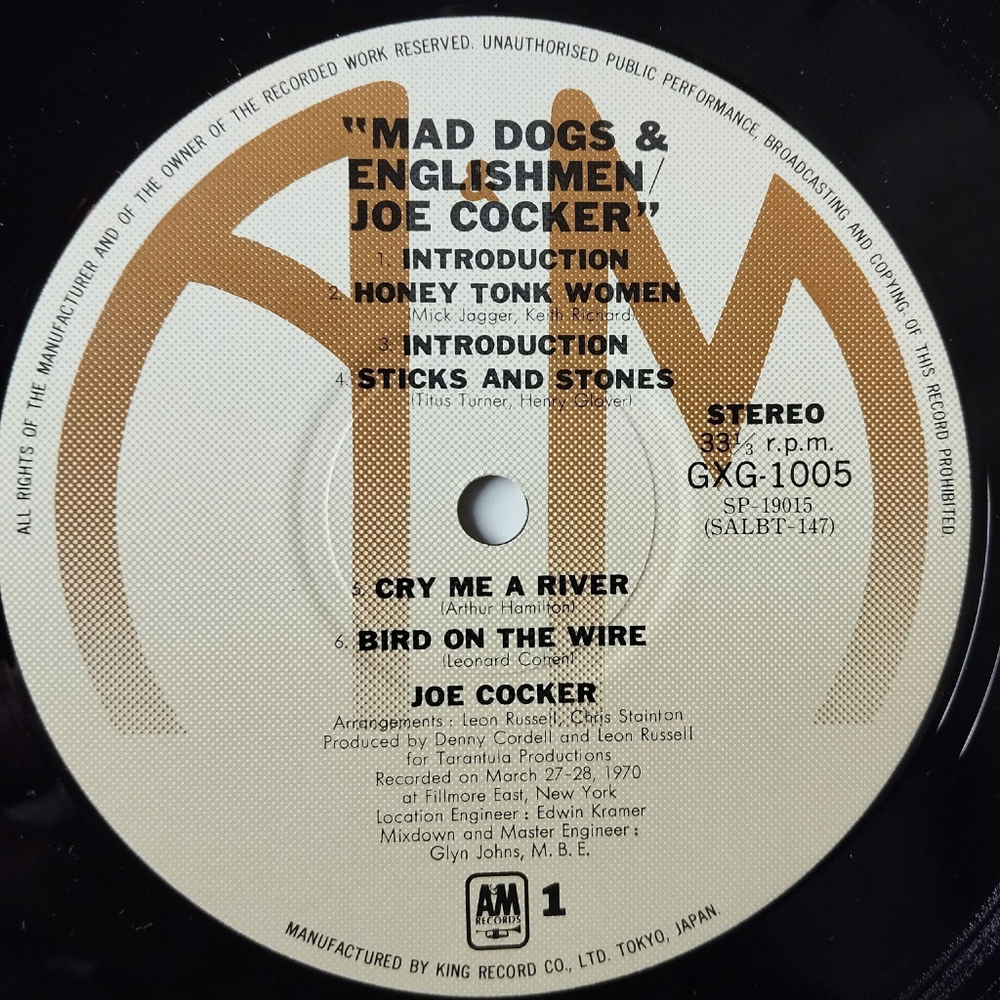 ALL RIGHTS OF THE MANUFACTURER AND OF THE OWNER OF THE RECORDED WORK RESERVED. UNAUTHORISED PUBLIC PERFORMANCE, BROADCASTING AND COPYING OF THIS RECORD PROHIBITED.
"MAD DOGS &
ENGLISHMEN/
JOE COCKER"
1. INTRODUCTION
2. HONEY TONK WOMEN
(Mick Jagger, Keith Richard)
3. INTRODUCTION
4. STICKS AND STONES
(Titus Turner, Henry Glover)
STEREO
33⅓ r.p.m.
GXG-1005
SP-19015
(SALBT-147)
5. CRY ME A RIVER
(Arthur Hamilton)
6. BIRD ON THE WIRE
(Leonard Cohen)
JOE COCKER
Arrangements : Leon Russell, Chris Stainton
Produced by Denny Cordell and Leon Russell
for Tarantula Productions
Recorded on March 27-28, 1970
at Fillmore East, New York
Location Engineer : Edwin Kramer
Mixdown and Master Engineer :
Glyn Johns, M. B. E.
A&M 1
RECORDS
MANUFACTURED BY KING RECORD CO., LTD. TOKYO, JAPAN.